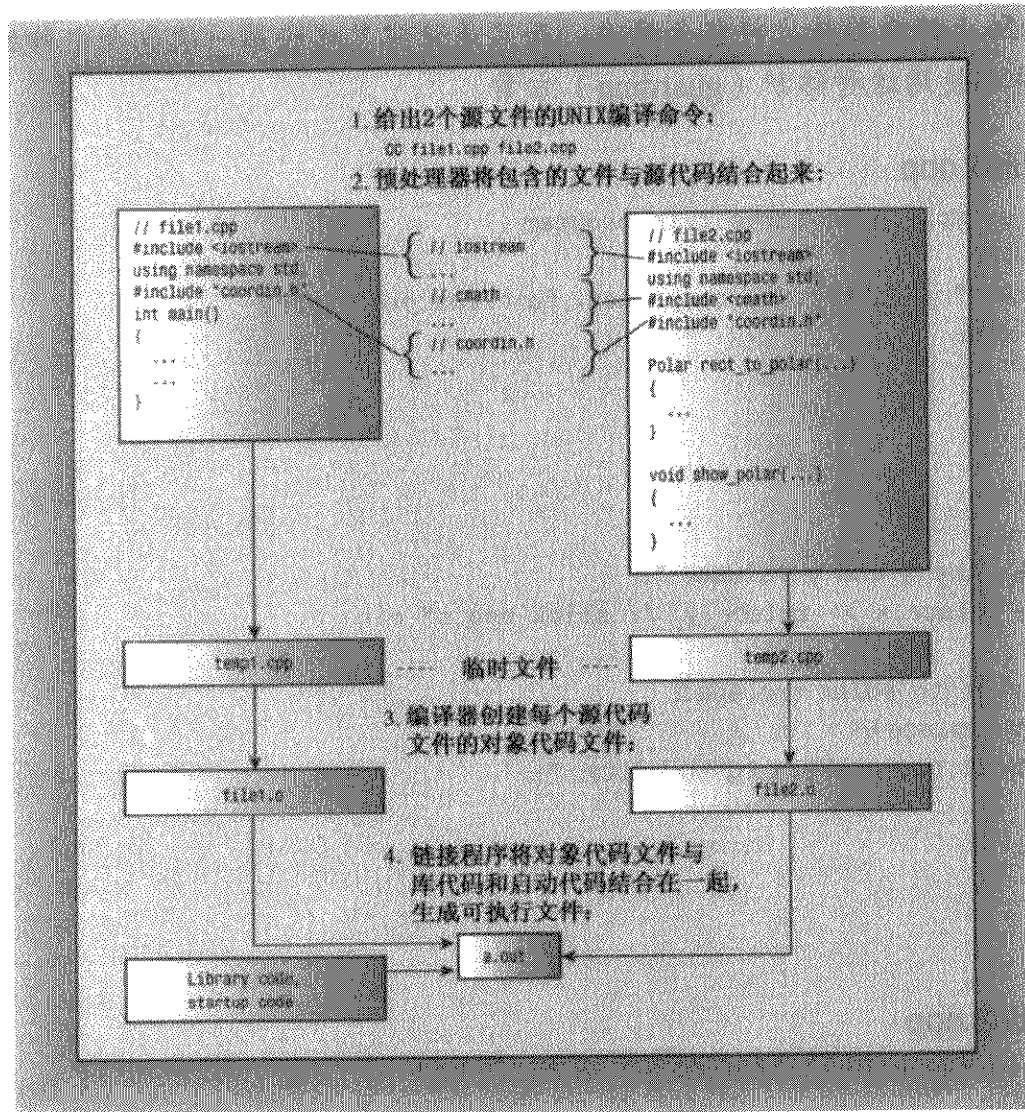 1. 给出2个源文件的UNIX编译命令:
CC file1.cpp file2.cpp
2. 预处理器将包含的文件与源代码结合起来:
// file1.cpp
#include <iostream>
using namespace std;
#include "coordin.h"
int main()
{
...
...
}
// iostream
...
// cmath
...
// coordin.h
...
// file2.cpp
#include <iostream>
using namespace std;
#include <cmath>
#include "coordin.h"
Polar rect_to_polar(...)
{
...
}
void show_polar(...)
{
...
}
temp1.cpp
---- 临时文件 ----
temp2.cpp
3. 编译器创建每个源代码
文件的对象代码文件:
file1.o
file2.o
4. 链接程序将对象代码文件与
库代码和启动代码结合在一起,
生成可执行文件:
a.out
Library code,
startup code